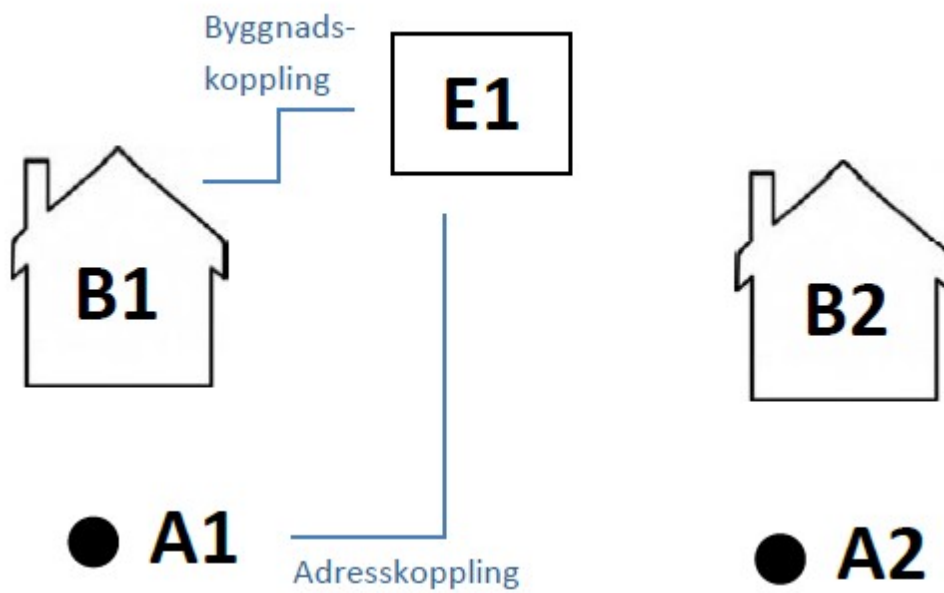 Byggnads-
koppling
E1
B1
B2
A1
Adresskoppling
A2